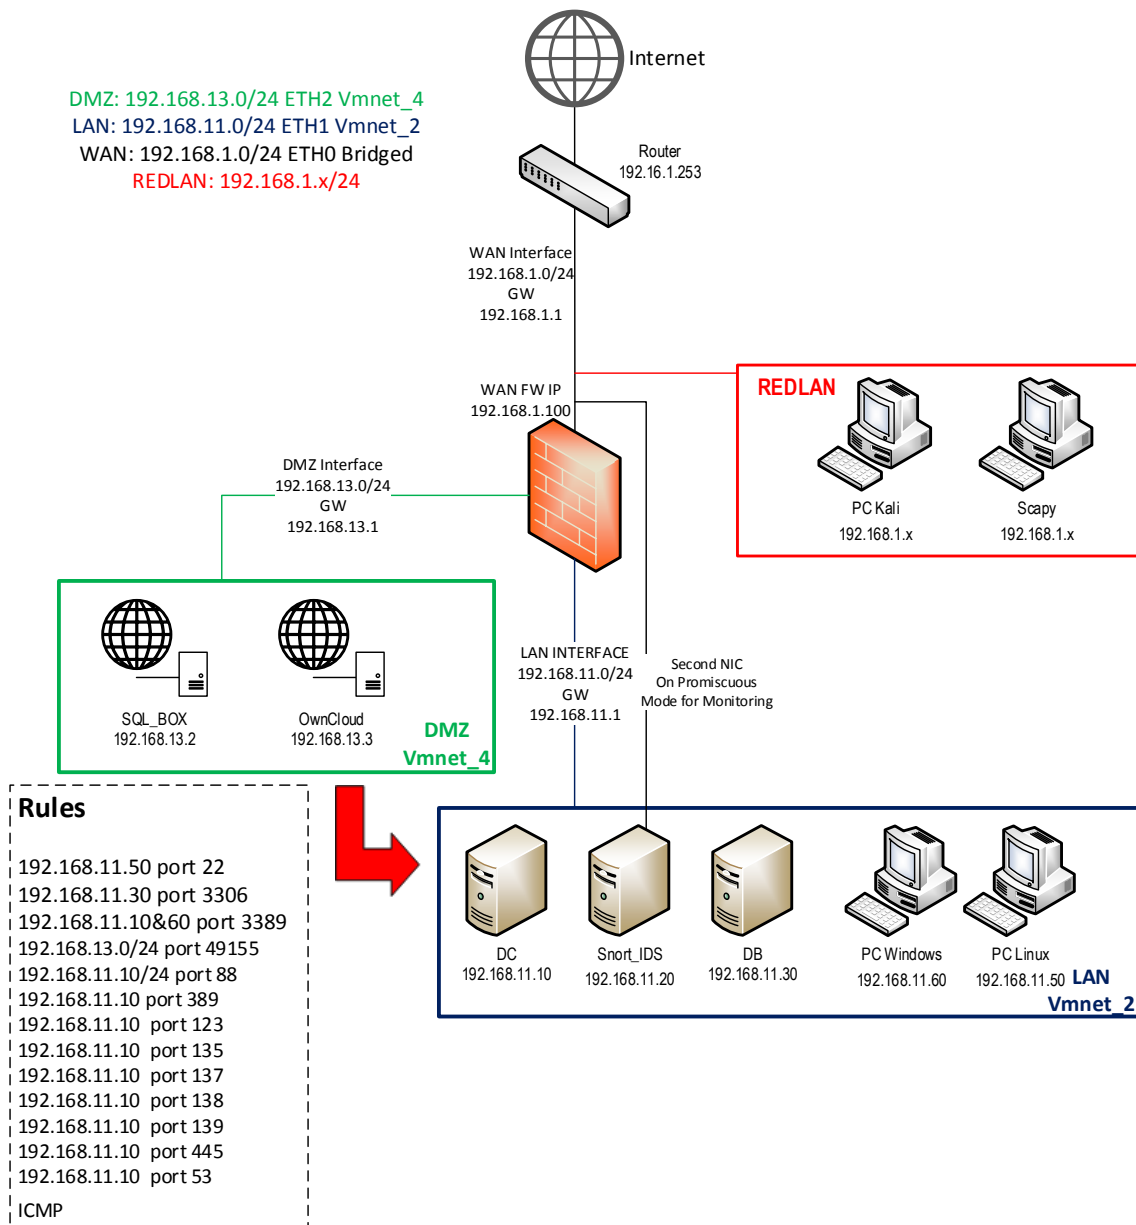 Internet
DMZ: 192.168.13.0/24 ETH2 Vmnet_4
LAN: 192.168.11.0/24 ETH1 Vmnet_2
WAN: 192.168.1.0/24 ETH0 Bridged
REDLAN: 192.168.1.x/24
Router
192.16.1.253
WAN Interface
192.168.1.0/24
GW
192.168.1.1
WAN FW IP
192.168.1.100
REDLAN
PC Kali
192.168.1.x
Scapy
192.168.1.x
DMZ Interface
192.168.13.0/24
GW
192.168.13.1
SQL_BOX
192.168.13.2
OwnCloud
192.168.13.3
DMZ
Vmnet_4
LAN INTERFACE
192.168.11.0/24
GW
192.168.11.1
Second NIC
On Promiscuous
Mode for Monitoring
Rules
192.168.11.50 port 22
192.168.11.30 port 3306
192.168.11.10&60 port 3389
192.168.13.0/24 port 49155
192.168.11.10/24 port 88
192.168.11.10 port 389
192.168.11.10 port 123
192.168.11.10 port 135
192.168.11.10 port 137
192.168.11.10 port 138
192.168.11.10 port 139
192.168.11.10 port 445
192.168.11.10 port 53
ICMP
DC
192.168.11.10
Snort_IDS
192.168.11.20
DB
192.168.11.30
PC Windows
192.168.11.60
PC Linux
192.168.11.50
LAN
Vmnet_2